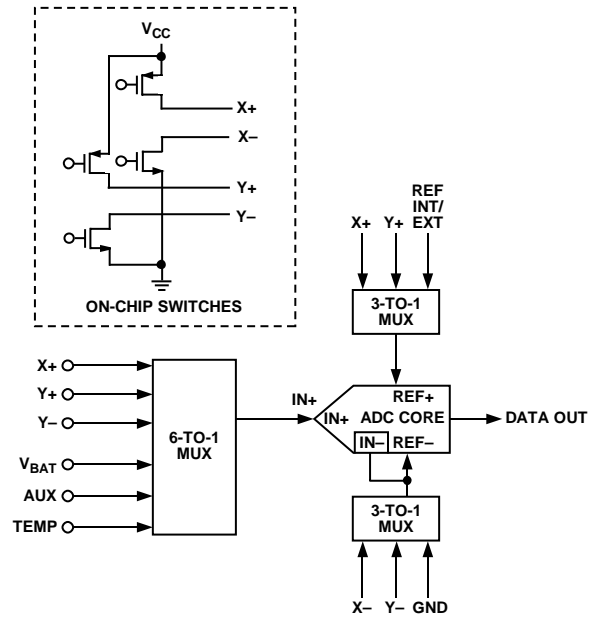 VCC
X+
X–
Y+
Y–
ON-CHIP SWITCHES
X+
Y+
REF
INT/
EXT
3-TO-1
MUX
X+
Y+
Y–
VBAT
AUX
TEMP
6-TO-1
MUX
IN+
IN+
REF+
ADC CORE
IN–
REF–
DATA OUT
3-TO-1
MUX
X–
Y–
GND